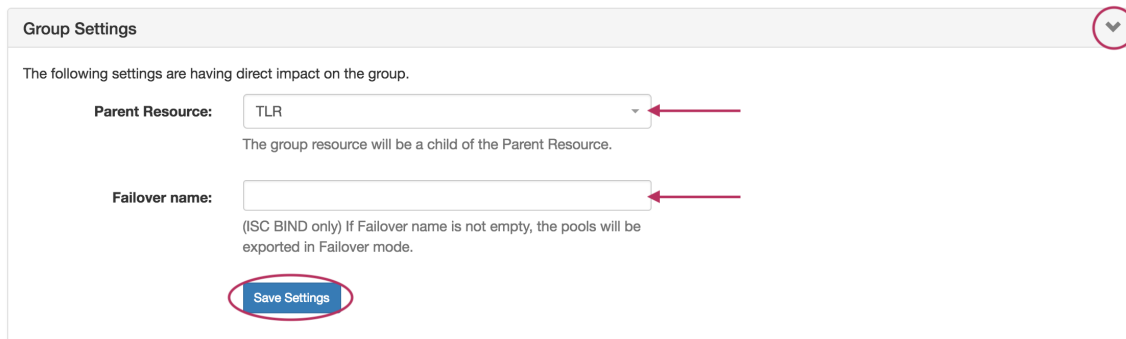 Group Settings
The following settings are having direct impact on the group.
Parent Resource:
TLR
The group resource will be a child of the Parent Resource.
Failover name:
(ISC BIND only) If Failover name is not empty, the pools will be
exported in Failover mode.
Save Settings